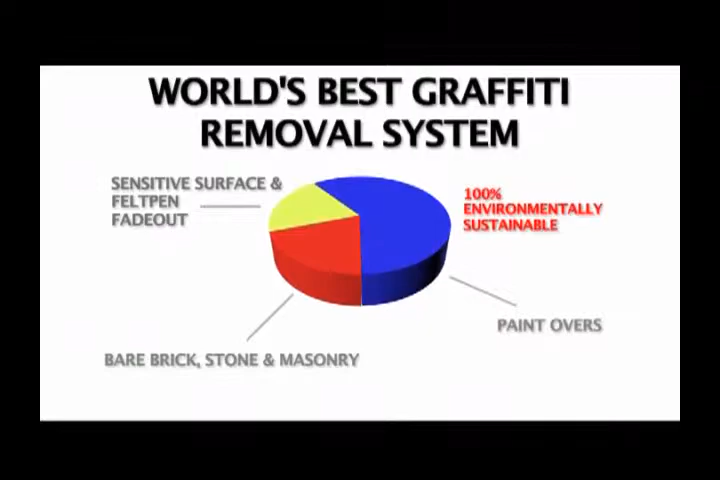 WORLD'S BEST GRAFFITI
REMOVAL SYSTEM
SENSITIVE SURFACE &
FELTPEN
FADEOUT
100%
ENVIRONMENTALLY
SUSTAINABLE
PAINT OVERS
BARE BRICK, STONE & MASONRY